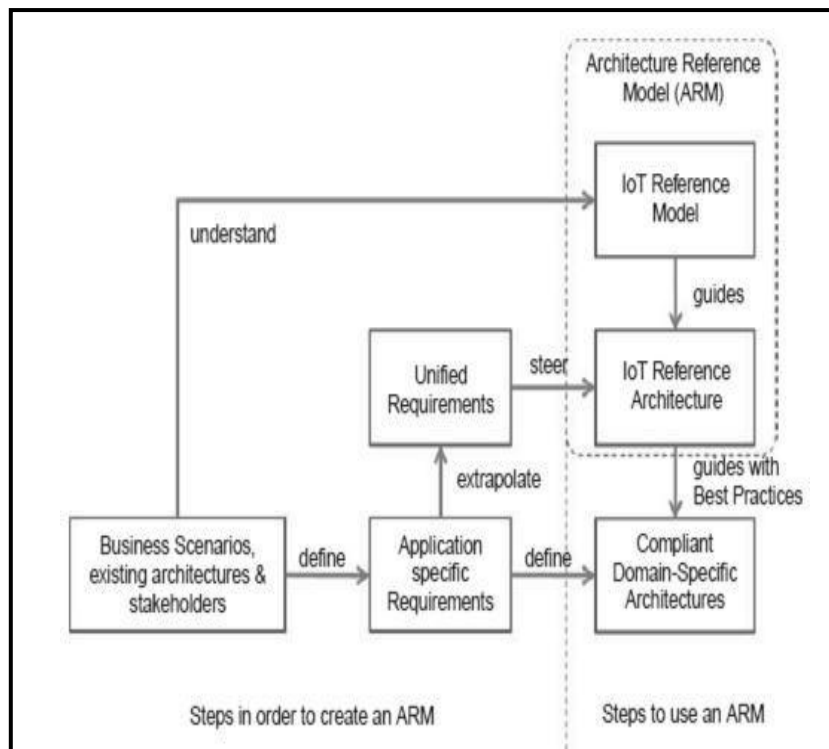 Architecture Reference
Model (ARM)
IoT Reference
Model
understand
guides
Unified
Requirements
steer
IoT Reference
Architecture
extrapolate
guides with
Best Practices
Business Scenarios,
existing architectures &
stakeholders
define
Application
specific
Requirements
define
Compliant
Domain-Specific
Architectures
Steps in order to create an ARM
Steps to use an ARM